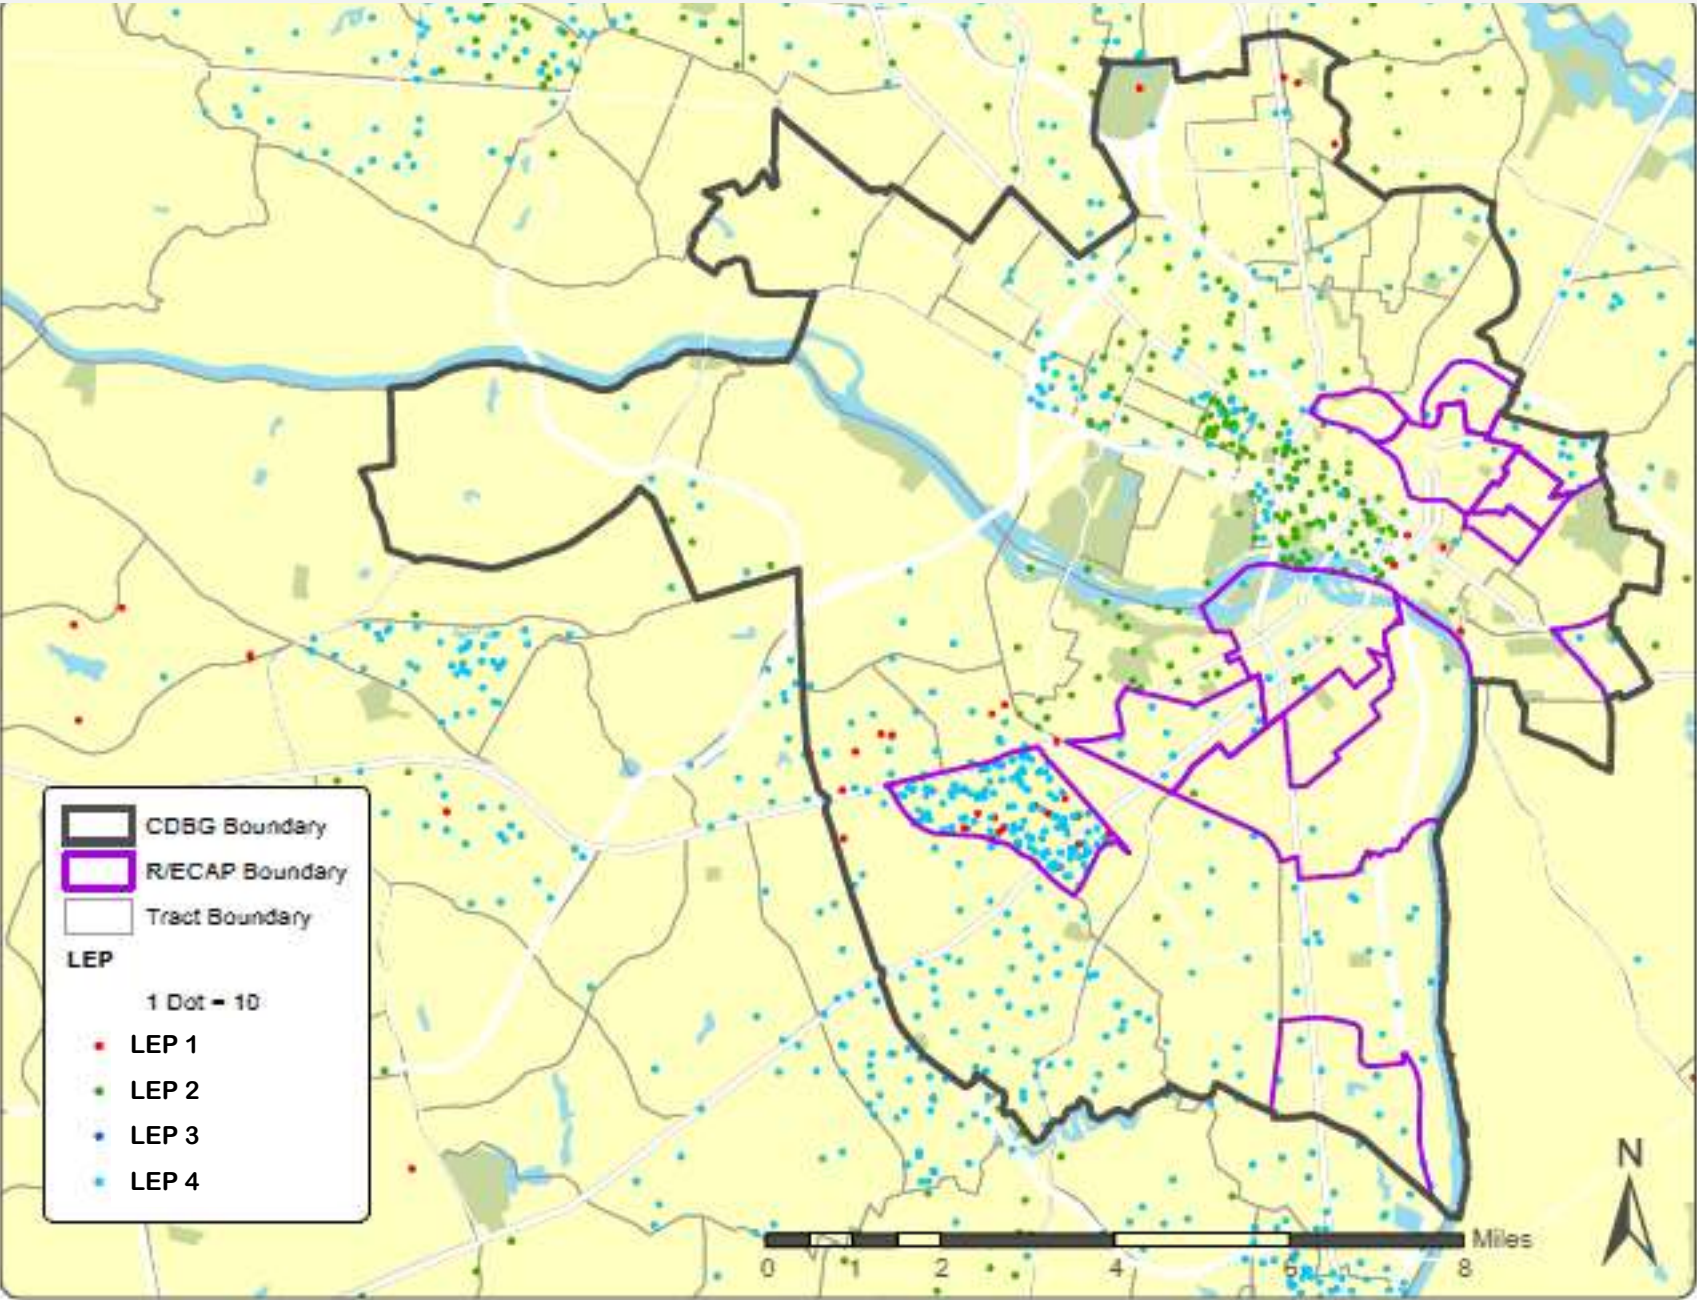 CDBG Boundary
R/ECAP Boundary
Tract Boundary
LEP
1 Dot = 10
LEP 1
LEP 2
LEP 3
LEP 4
N
Miles
0 1 2 4 6 8